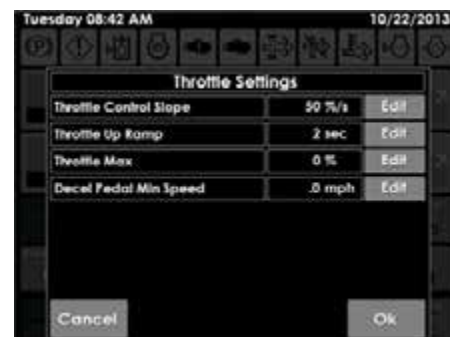 Tuesday 08:42 AM 10/22/2013
(P)
Throttle Settings
Throttle Control Slope 50 %/s Edit
Throttle Up Ramp 2 sec Edit
Throttle Max 0 % Edit
Decel Pedal Min Speed .0 mph Edit
Cancel Ok